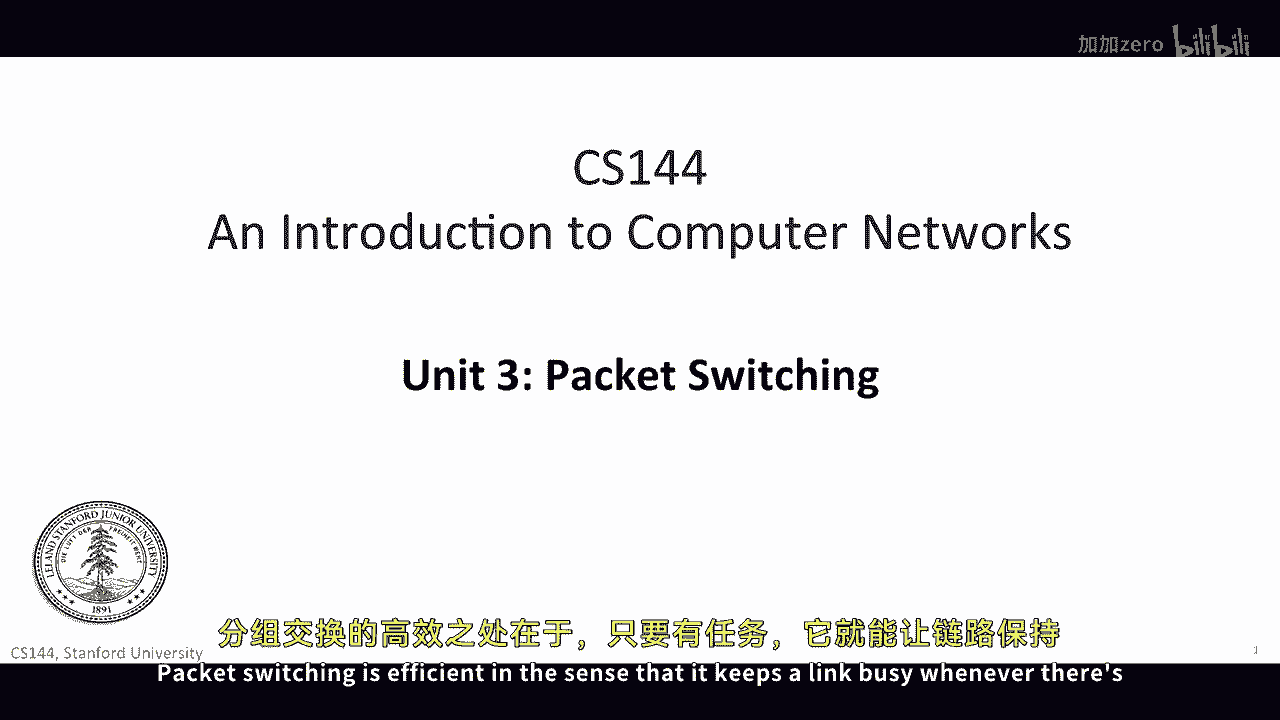 加加zero bilibili
CS144
An Introduction to Computer Networks
Unit 3: Packet Switching
LELAND STANFORD JUNIOR UNIVERSITY
DIE LUFT DER FREIHEIT WEHT
1891
分组交换的高效之处在于，只要有任务，它就能让链路保持
CS144, Stanford University
1
Packet switching is efficient in the sense that it keeps a link busy whenever there's